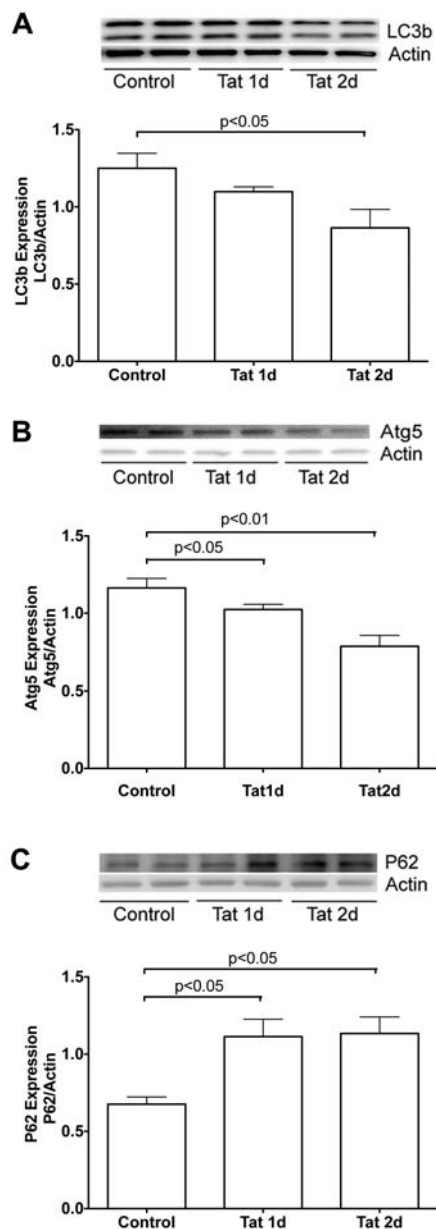 A
LC3b
Actin
Control Tat 1d Tat 2d
p<0.05
LC3b Expression
LC3b/Actin
1.5
1.0
0.5
0.0
Control Tat 1d Tat 2d
B
Atg5
Actin
Control Tat 1d Tat 2d
p<0.01
p<0.05
Atg5 Expression
Atg5/Actin
1.5
1.0
0.5
0.0
Control Tat1d Tat2d
C
P62
Actin
Control Tat 1d Tat 2d
p<0.05
p<0.05
P62 Expression
P62/Actin
1.5
1.0
0.5
0.0
Control Tat 1d Tat 2d